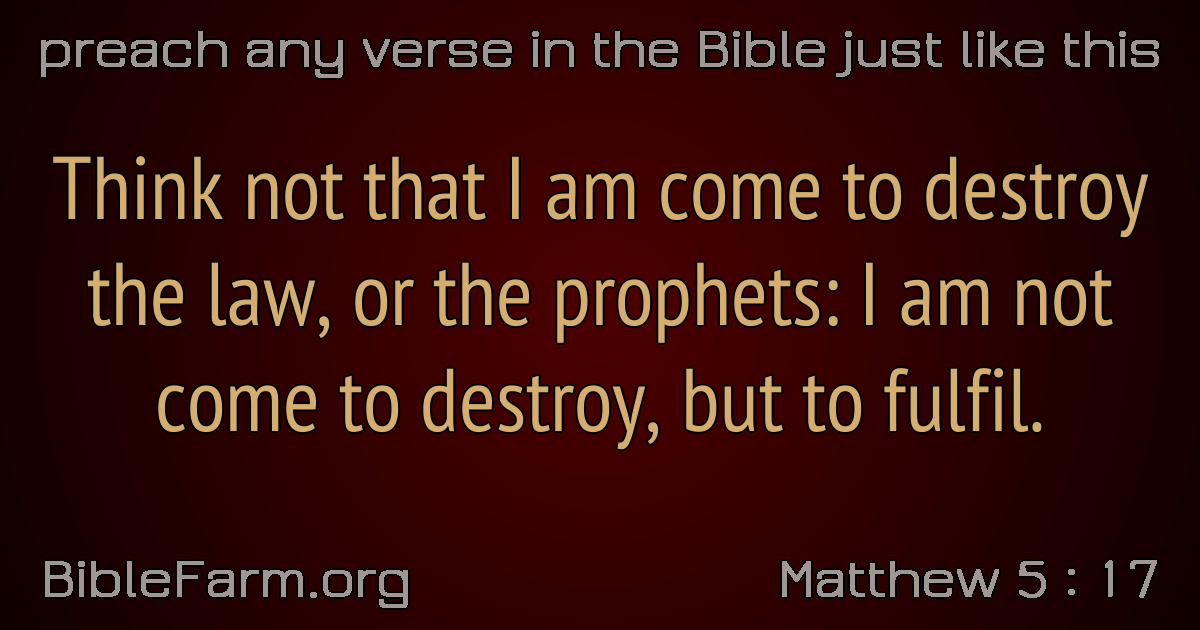 preach any verse in the Bible just like this
Think not that I am come to destroy
the law, or the prophets: I am not
come to destroy, but to fulfil.
BibleFarm.org
Matthew 5 : 17